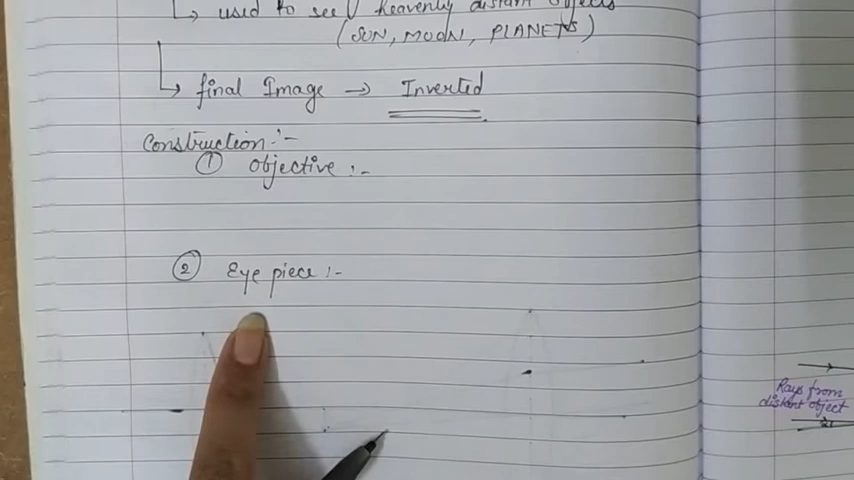 ↳ used to see heavenly distant objects
(SUN, MOON, PLANETS)
↳ final Image → Inverted
Construction :-
① Objective :-
② Eye piece :-
Rays from
distant object